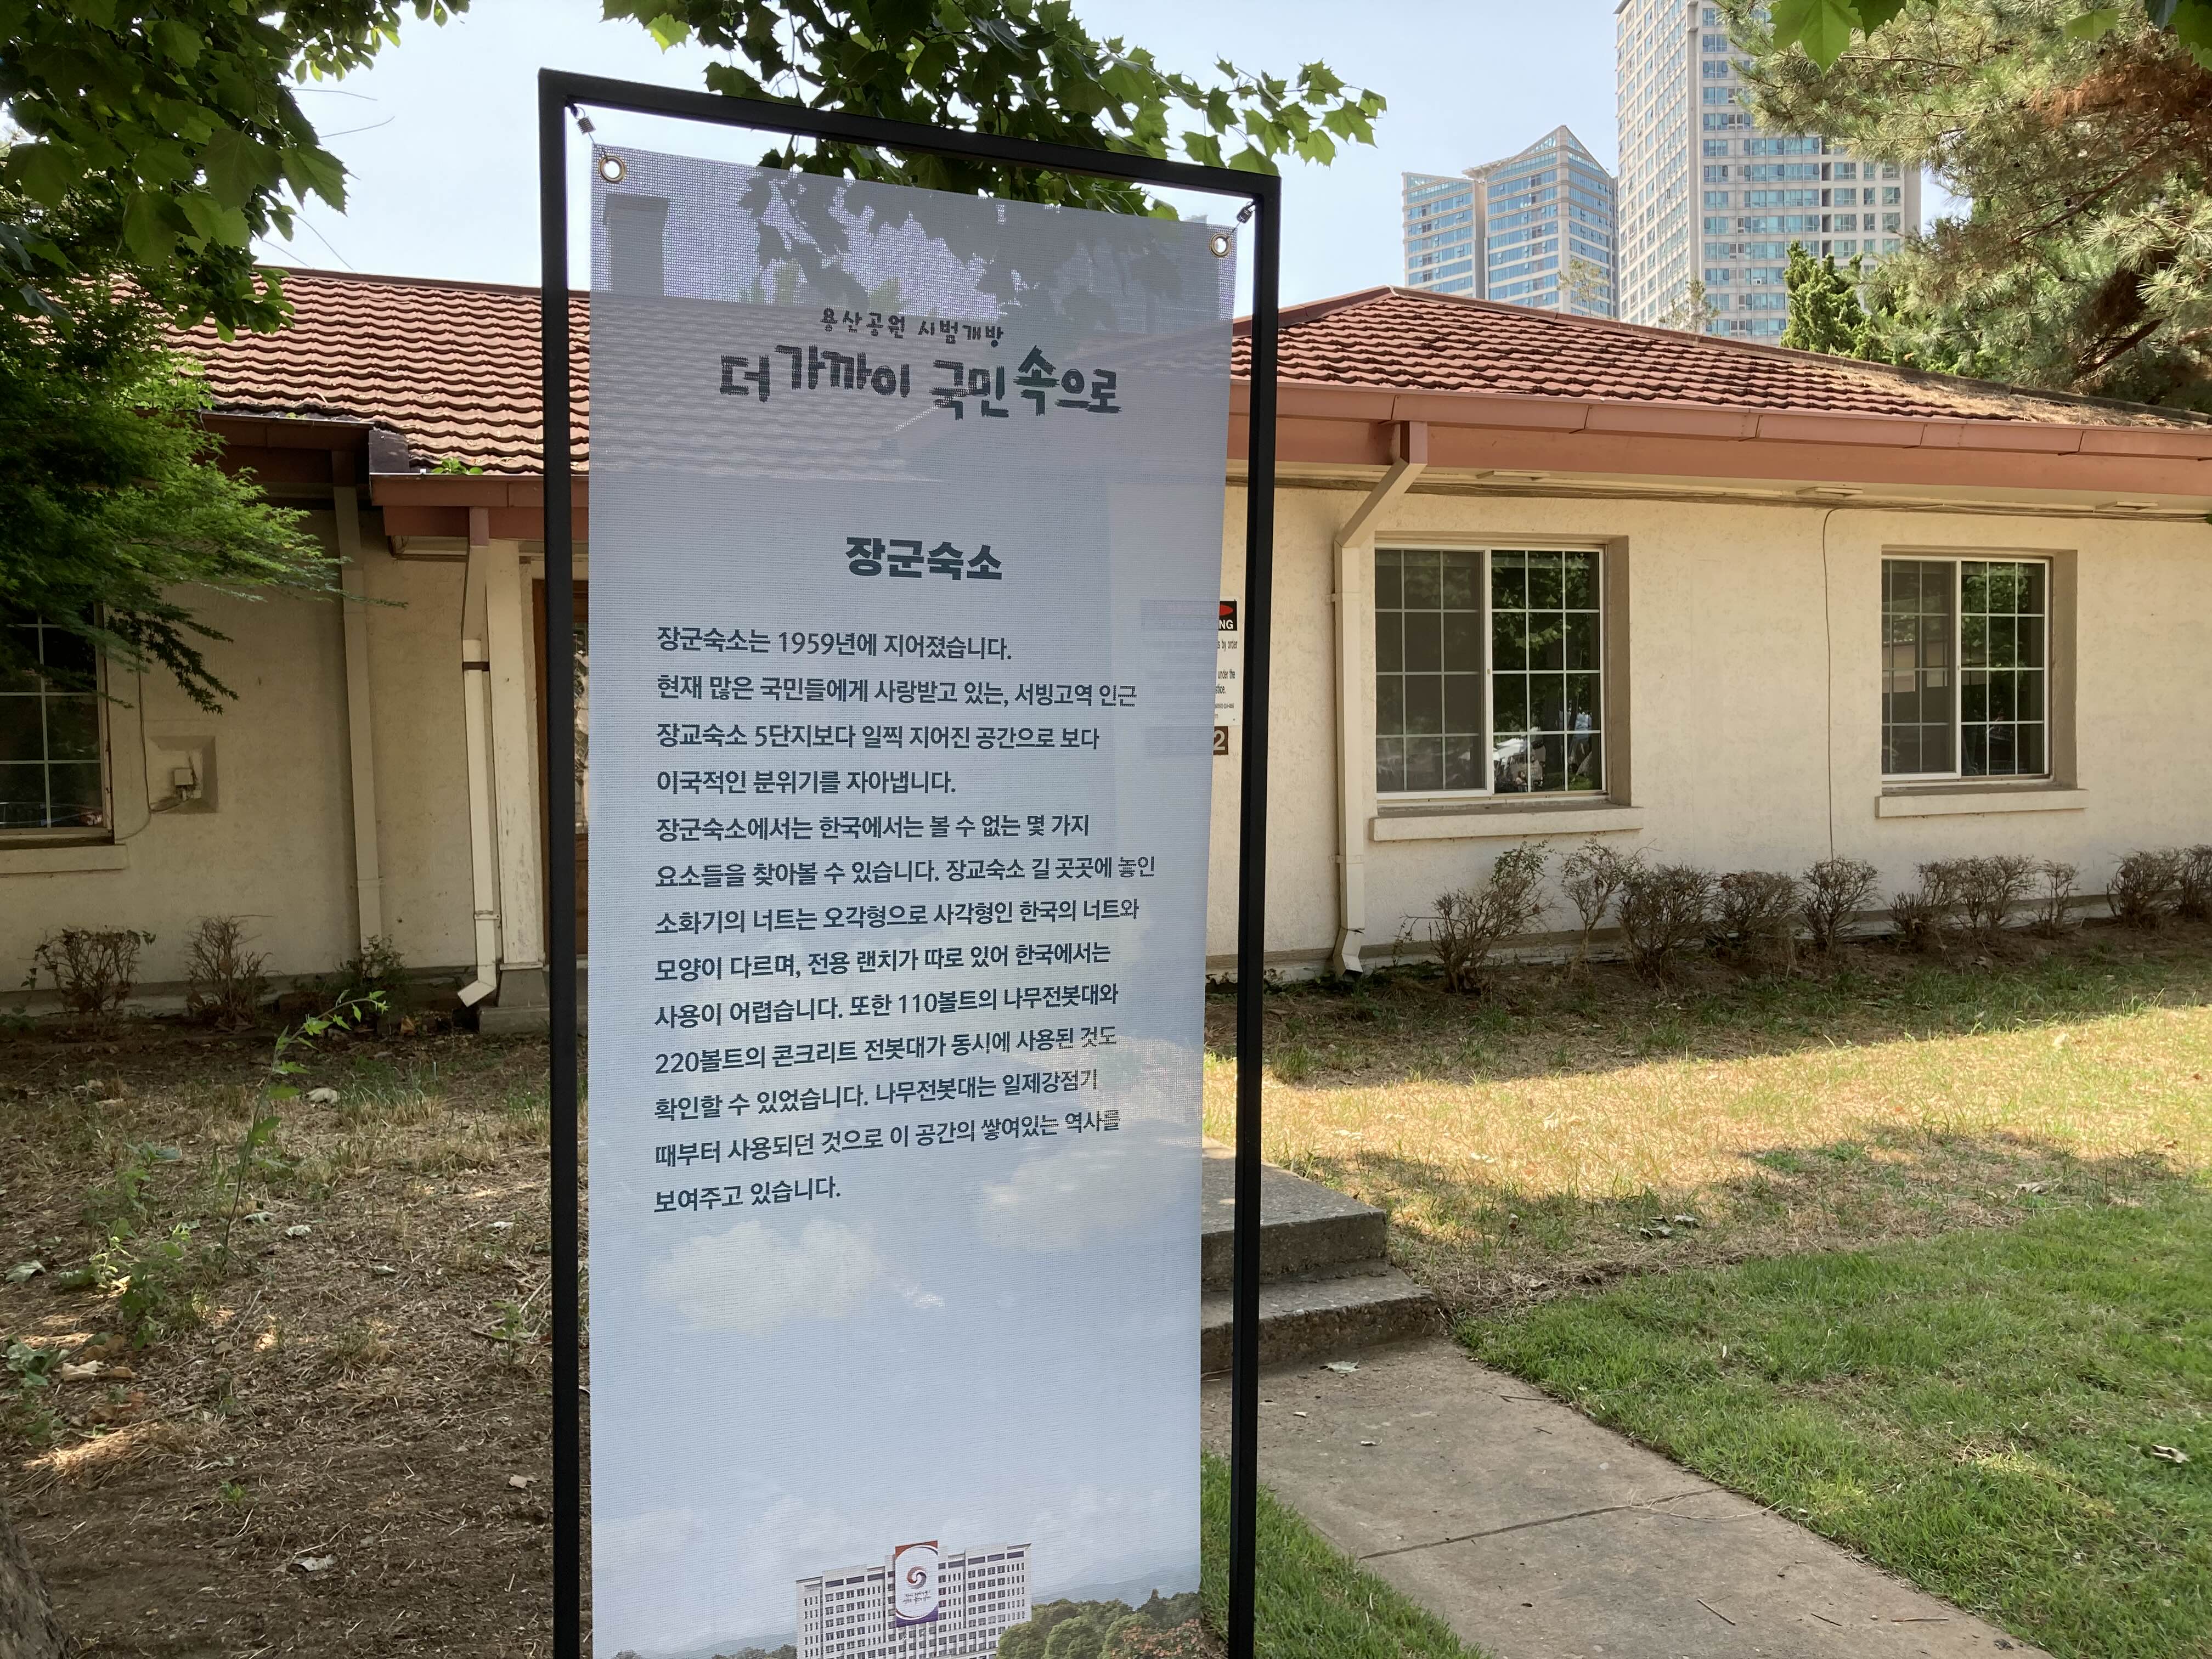 용산공원 시범개방
더 가까이 국민 속으로
장군숙소
장군숙소는 1959년에 지어졌습니다.
현재 많은 국민들에게 사랑받고 있는, 서빙고역 인근
장교숙소 5단지보다 일찍 지어진 공간으로 보다
이국적인 분위기를 자아냅니다.
장군숙소에서는 한국에서는 볼 수 없는 몇 가지
요소들을 찾아볼 수 있습니다. 장교숙소 길 곳곳에 놓인
소화기의 너트는 오각형으로 사각형인 한국의 너트와
모양이 다르며, 전용 랜치가 따로 있어 한국에서는
사용이 어렵습니다. 또한 110볼트의 나무전봇대와
220볼트의 콘크리트 전봇대가 동시에 사용된 것도
확인할 수 있었습니다. 나무전봇대는 일제강점기
때부터 사용되던 것으로 이 공간의 쌓여있는 역사를
보여주고 있습니다.
NG
by order
under the
2